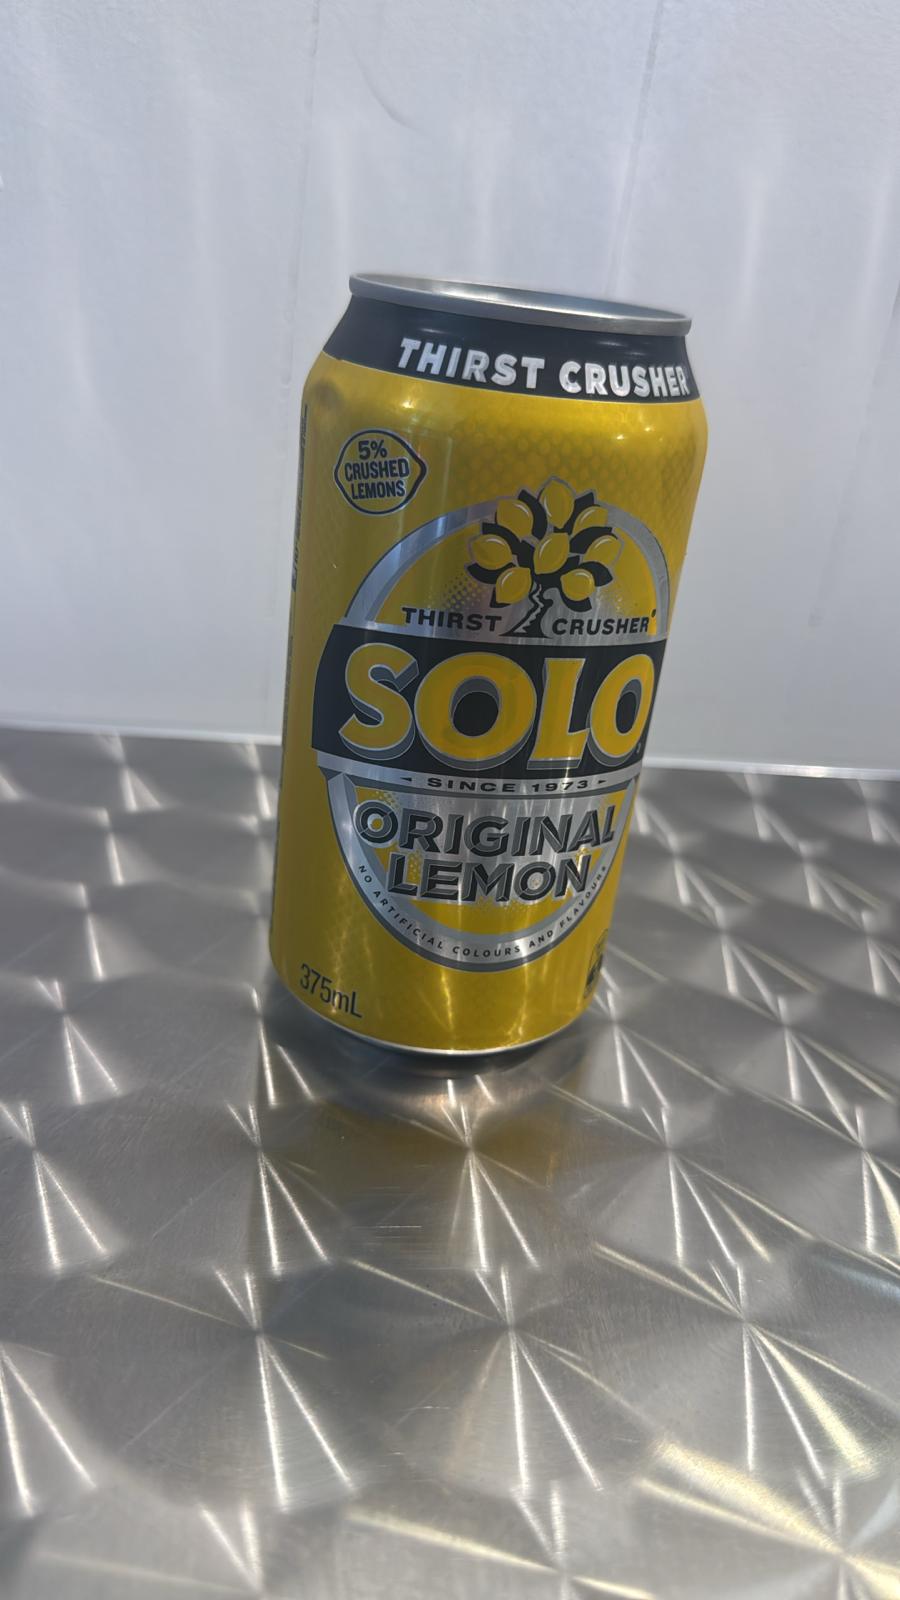 THIRST CRUSHER
5%
CRUSHED
LEMONS
THIRST CRUSHER
SOLO
SINCE 1973
ORIGINAL
LEMON
NO ARTIFICIAL COLOURS AND FLAVOURS
375mL